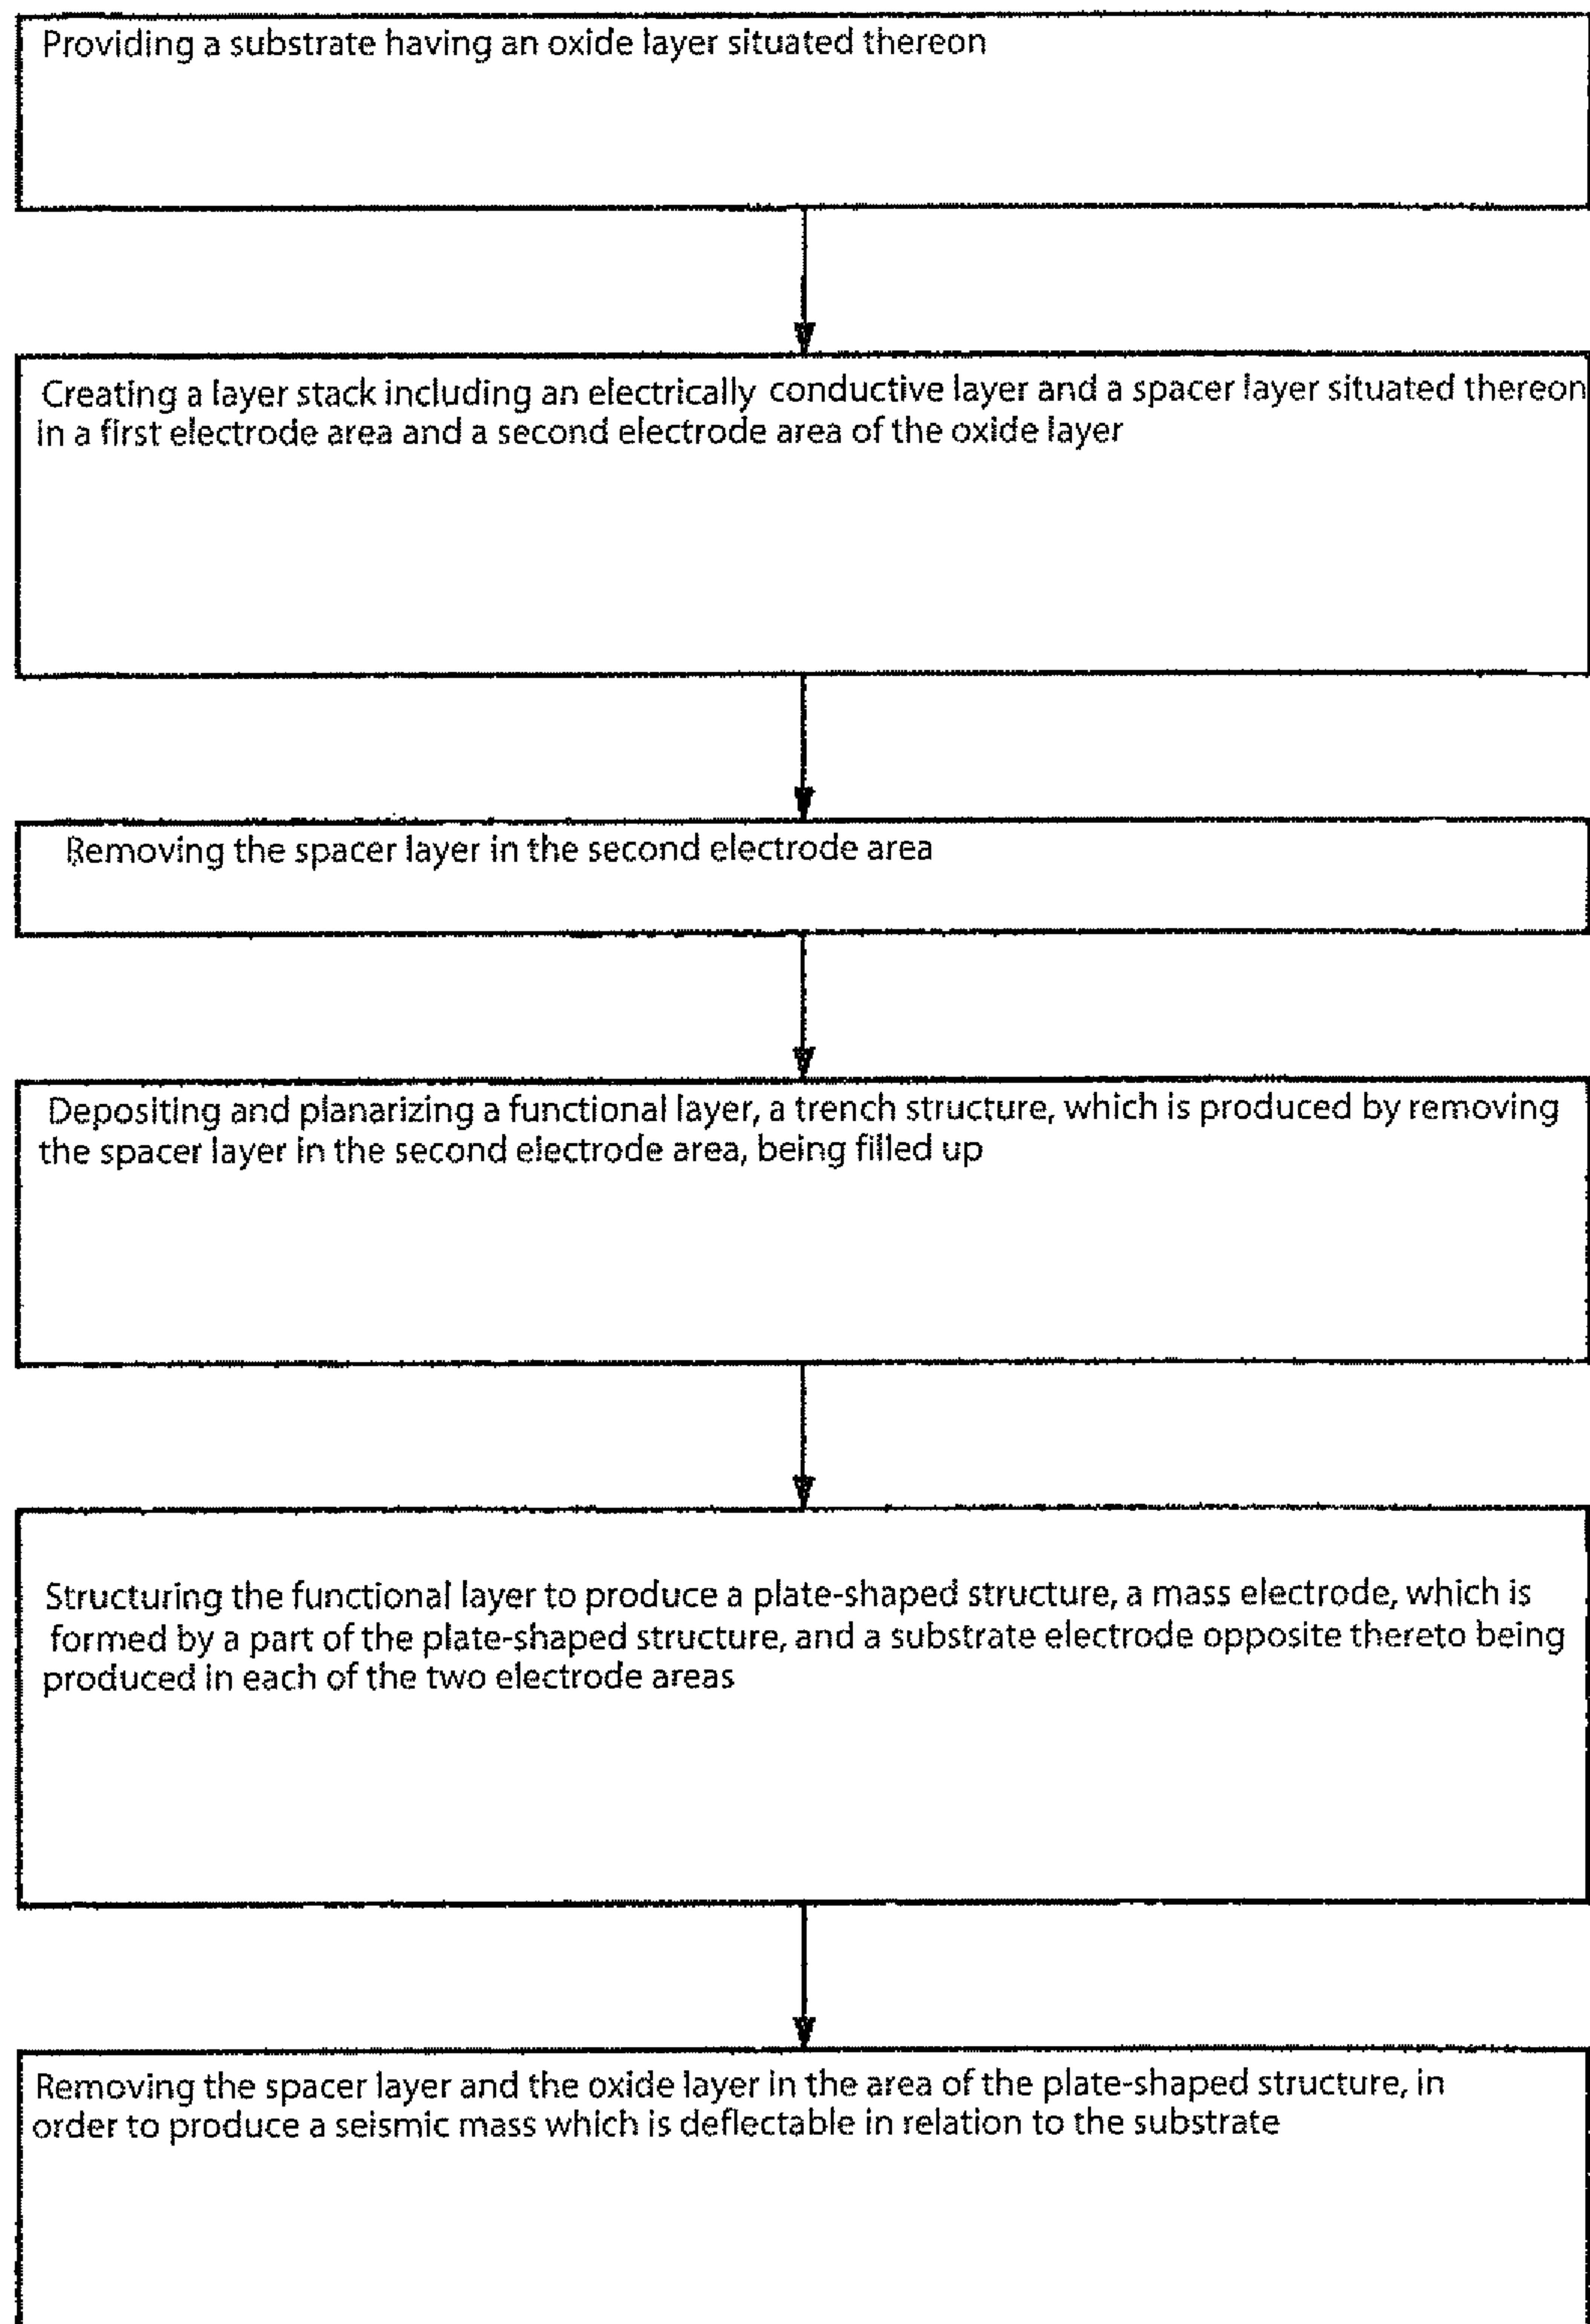 Providing a substrate having an oxide layer situated thereon
Creating a layer stack including an electrically conductive layer and a spacer layer situated thereon
in a first electrode area and a second electrode area of the oxide layer
Removing the spacer layer in the second electrode area
Depositing and planarizing a functional layer, a trench structure, which is produced by removing
the spacer layer in the second electrode area, being filled up
Structuring the functional layer to produce a plate-shaped structure, a mass electrode, which is
formed by a part of the plate-shaped structure, and a substrate electrode opposite thereto being
produced in each of the two electrode areas
Removing the spacer layer and the oxide layer in the area of the plate-shaped structure, in
order to produce a seismic mass which is deflectable in relation to the substrate